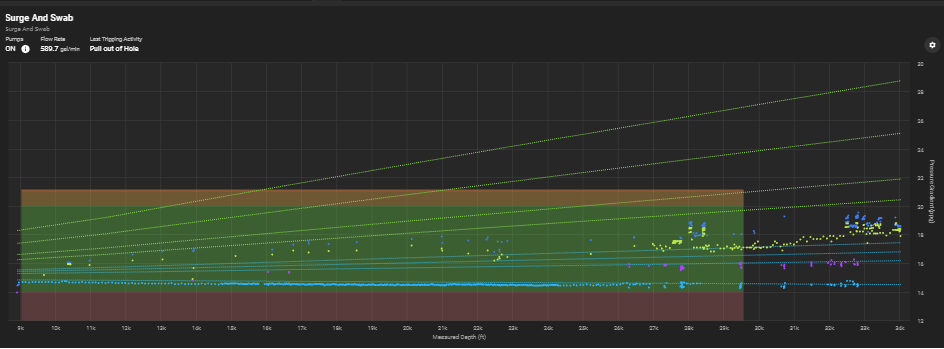 Surge And Swab
Surge And Swab
Pumps Flow Rate Last Tripping Activity
ON 589.7 gal/min Pull out of Hole
30
28
26
24
22
20
18
16
14
12
9k 10k 11k 12k 13k 14k 15k 16k 17k 18k 19k 20k 21k 22k 23k 24k 25k 26k 27k 28k 29k 30k 31k 32k 33k 34k
Measured Depth (ft)
Pressure Gradient (ppg)